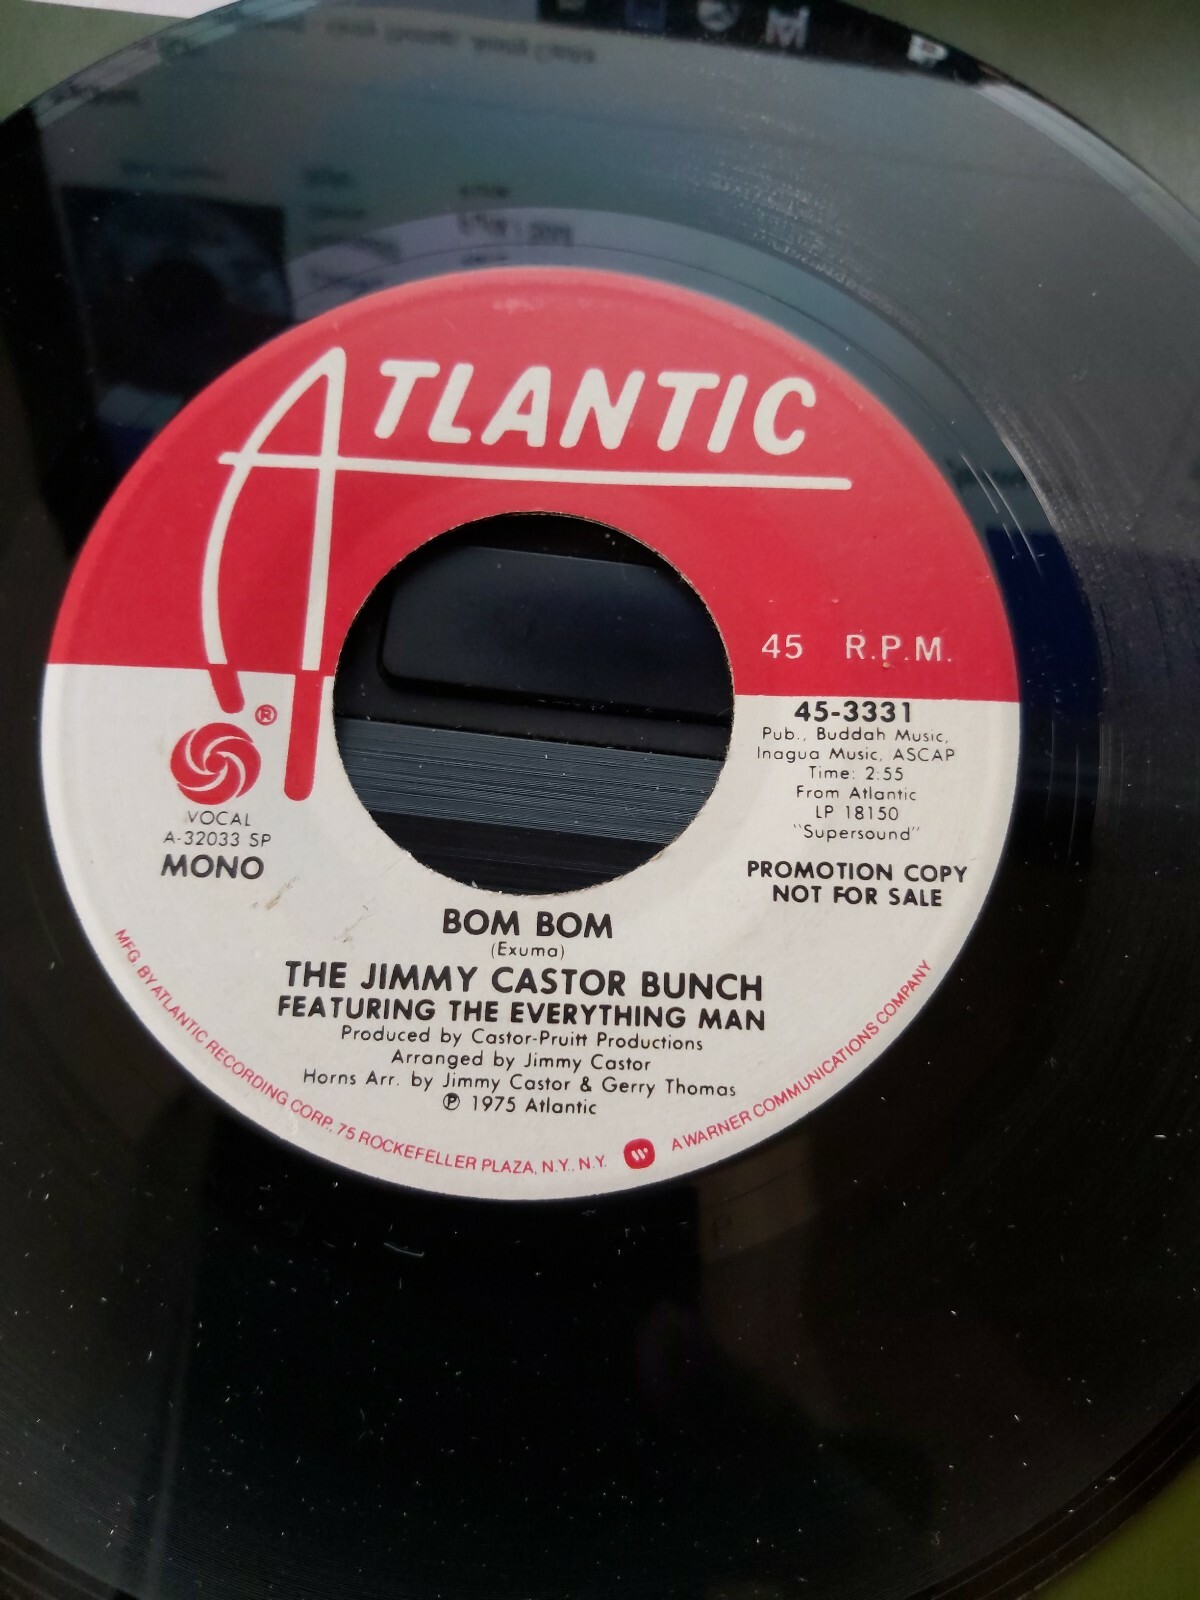 ATLANTIC
45 R.P.M.
45-3331
Pub., Buddah Music,
Inagua Music, ASCAP
Time: 2:55
From Atlantic
LP 18150
"Supersound"
PROMOTION COPY
NOT FOR SALE
®
VOCAL
A-32033 SP
MONO
BOM BOM
(Exuma)
THE JIMMY CASTOR BUNCH
FEATURING THE EVERYTHING MAN
Produced by Castor-Pruitt Productions
Arranged by Jimmy Castor
Horns Arr. by Jimmy Castor & Gerry Thomas
℗ 1975 Atlantic
MFG. BY ATLANTIC RECORDING CORP., 75 ROCKEFELLER PLAZA, N.Y., N.Y. W A WARNER COMMUNICATIONS COMPANY